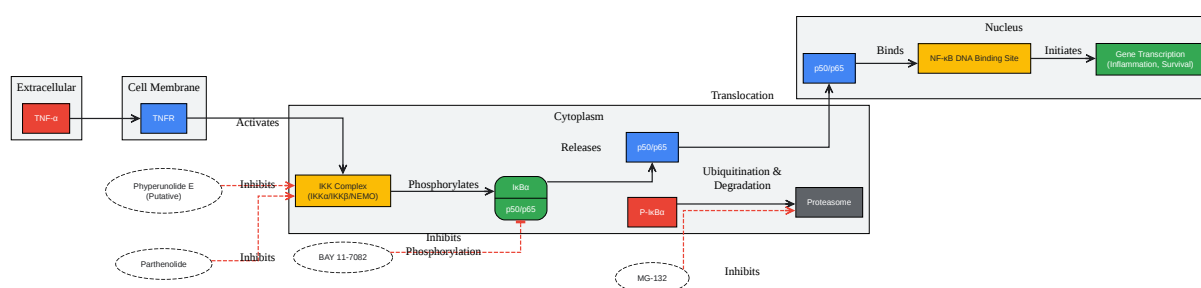 Nucleus
Binds
Initiates
p50/p65
NF-κB DNA Binding Site
Gene Transcription
(Inflammation, Survival)
Extracellular
Cell Membrane
TNF-α
TNFR
Activates
Translocation
Cytoplasm
Releases
p50/p65
Ubiquitination &
Degradation
Phyperunolide E
(Putative)
Inhibits
IKK Complex
(IKKα/IKKβ/NEMO)
Phosphorylates
IκBα
p50/p65
P-IκBα
Proteasome
Parthenolide
Inhibits
BAY 11-7082
Inhibits
Phosphorylation
MG-132
Inhibits